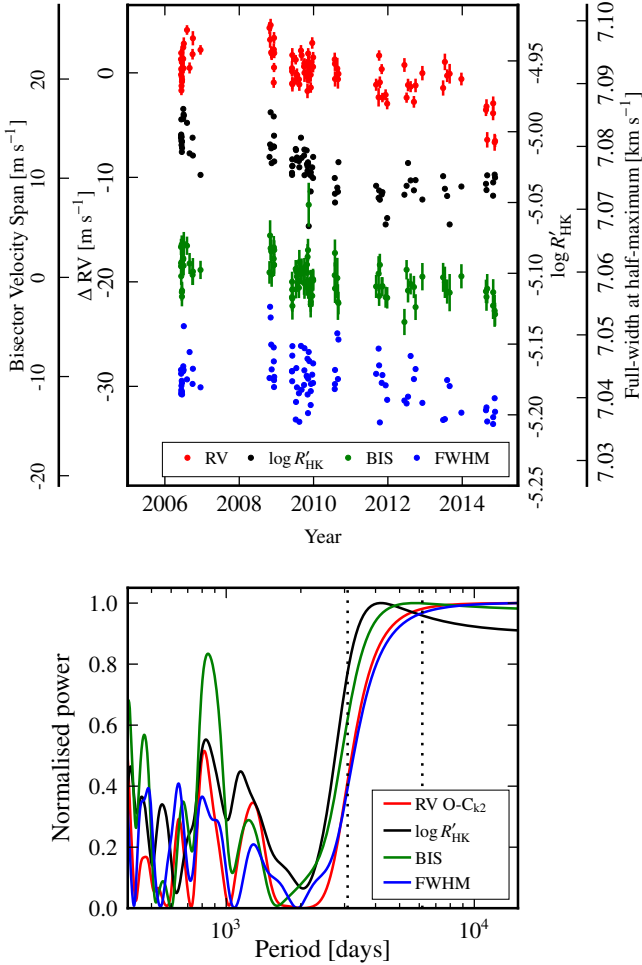 Bisector Velocity Span [m s⁻¹]
20
10
0
-10
-20
Δ RV [m s⁻¹]
0
-10
-20
-30
log R′HK
-4.95
-5.00
-5.05
-5.10
-5.15
-5.20
-5.25
Full-width at half-maximum [km s⁻¹]
7.10
7.09
7.08
7.07
7.06
7.05
7.04
7.03
RV log R′HK BIS FWHM
2006 2008 2010 2012 2014
Year
Normalised power
1.0
0.8
0.6
0.4
0.2
0.0
RV O-Ck2
log R′HK
BIS
FWHM
10³ 10⁴
Period [days]